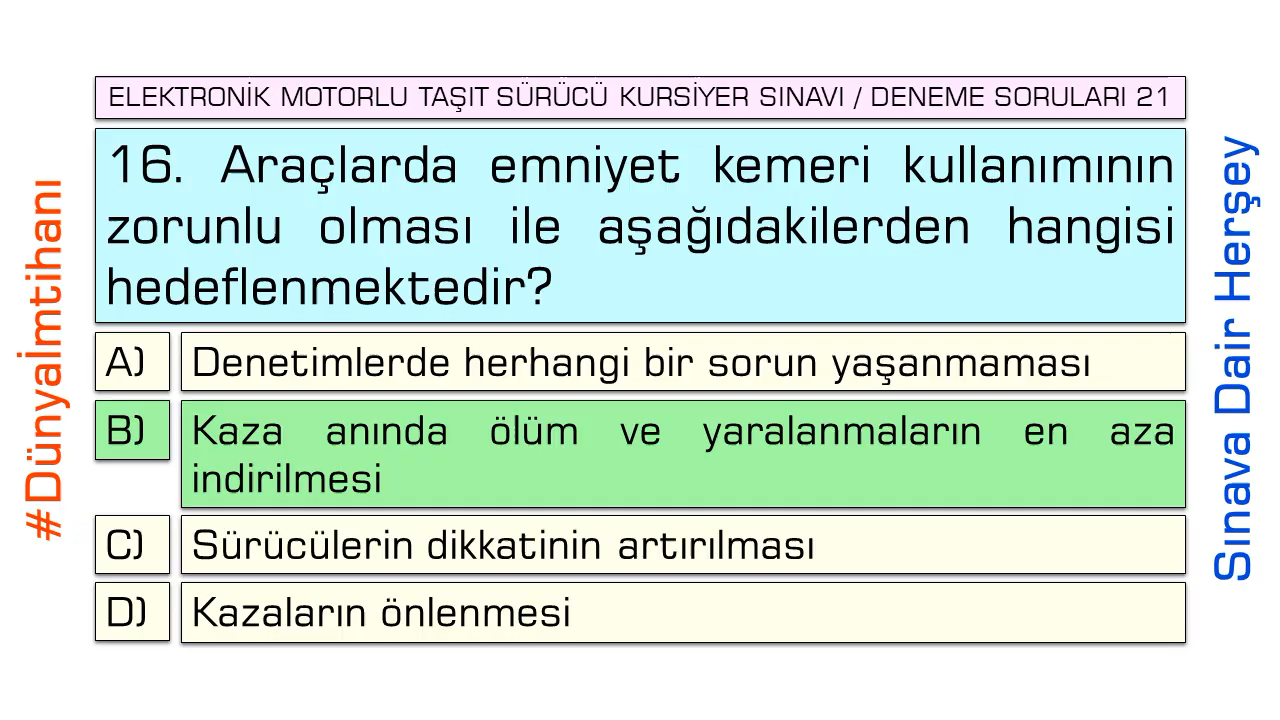 ELEKTRONİK MOTORLU TAŞIT SÜRÜCÜ KURSİYER SINAVI / DENEME SORULARI 21
16. Araçlarda emniyet kemeri kullanımının
zorunlu olması ile aşağıdakilerden hangisi
hedeflenmektedir?
A) Denetimlerde herhangi bir sorun yaşanmaması
B) Kaza anında ölüm ve yaralanmaların en aza
indirilmesi
C) Sürücülerin dikkatinin artırılması
D) Kazaların önlenmesi
#Dünyaİmtihanı
Sınava Dair Herşey